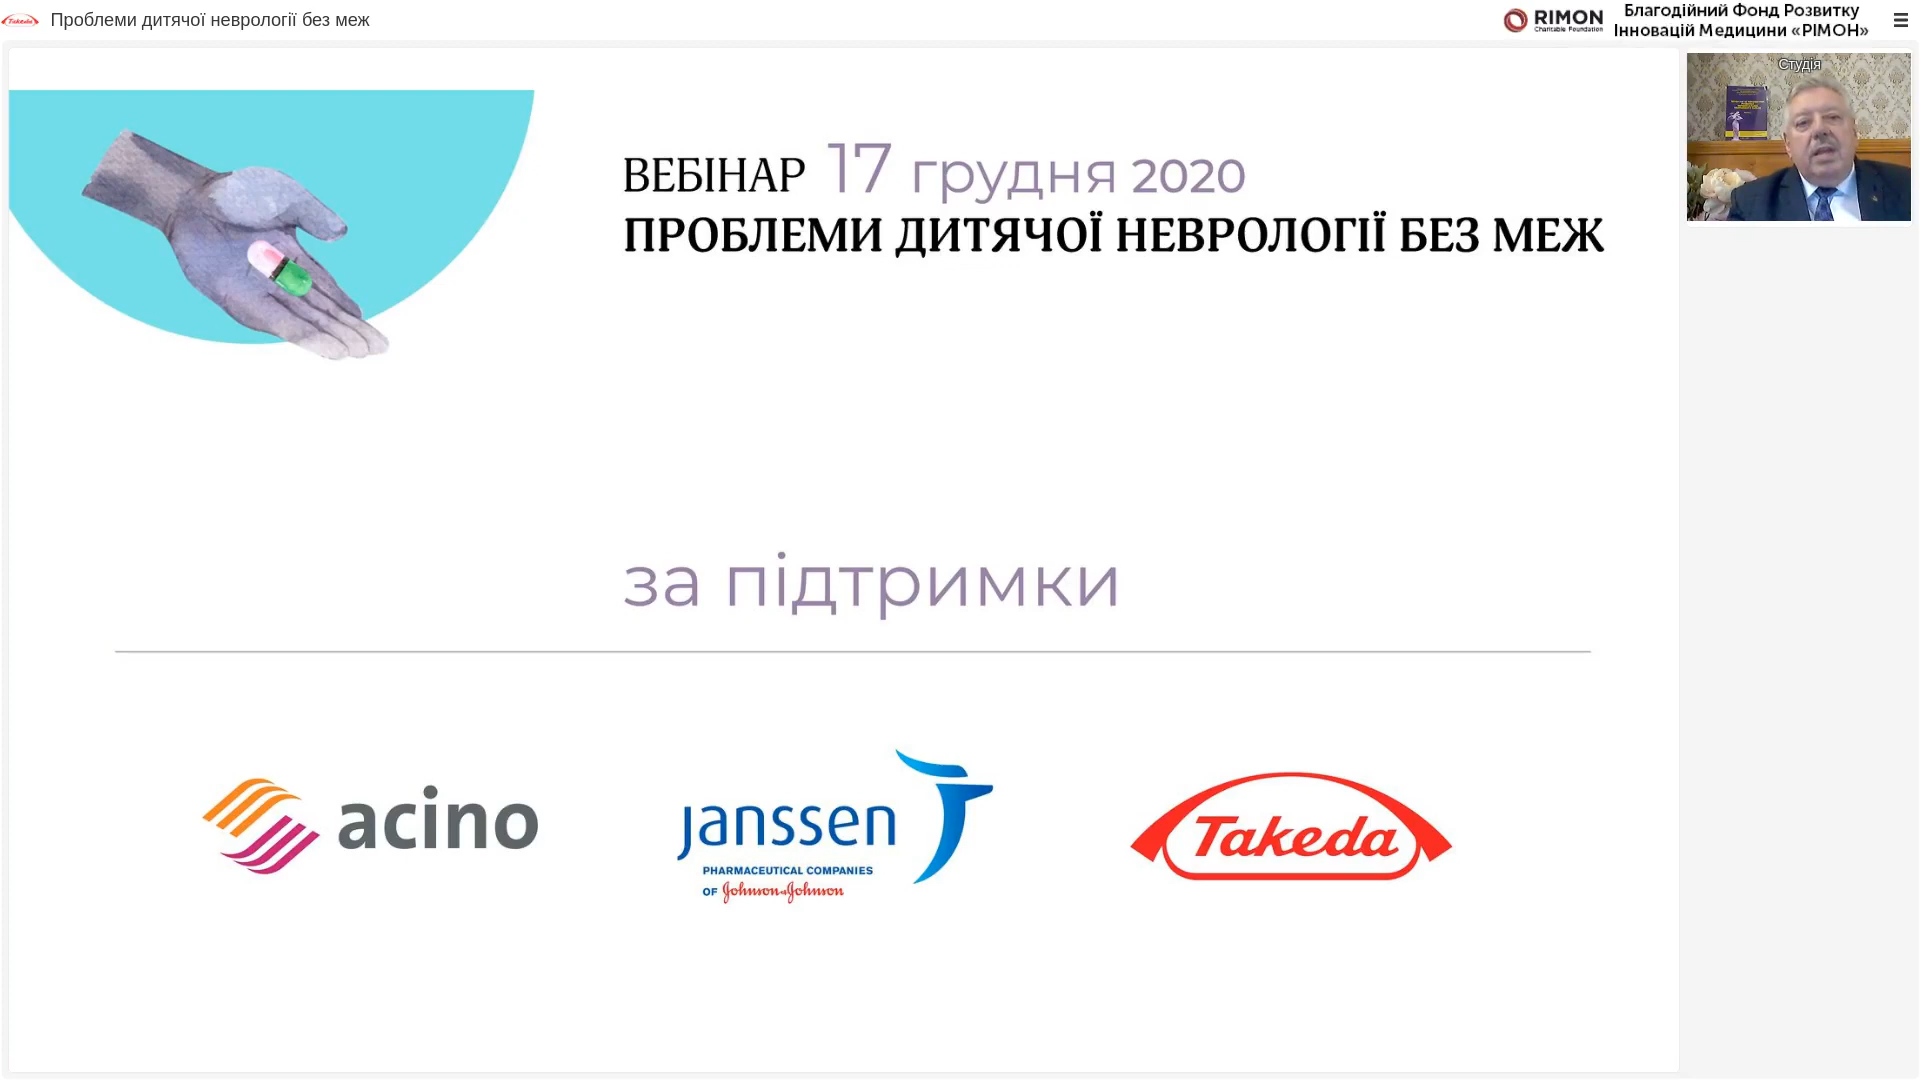 Takeda
Проблеми дитячої неврології без меж
RIMON
Charitable Foundation
Благодійний Фонд Розвитку
Інновацій Медицини «РІМОН»
Студія
ВЕБІНАР 17 грудня 2020
ПРОБЛЕМИ ДИТЯЧОЇ НЕВРОЛОГІЇ БЕЗ МЕЖ
за підтримки
acino
janssen
PHARMACEUTICAL COMPANIES
OF Johnson & Johnson
Takeda